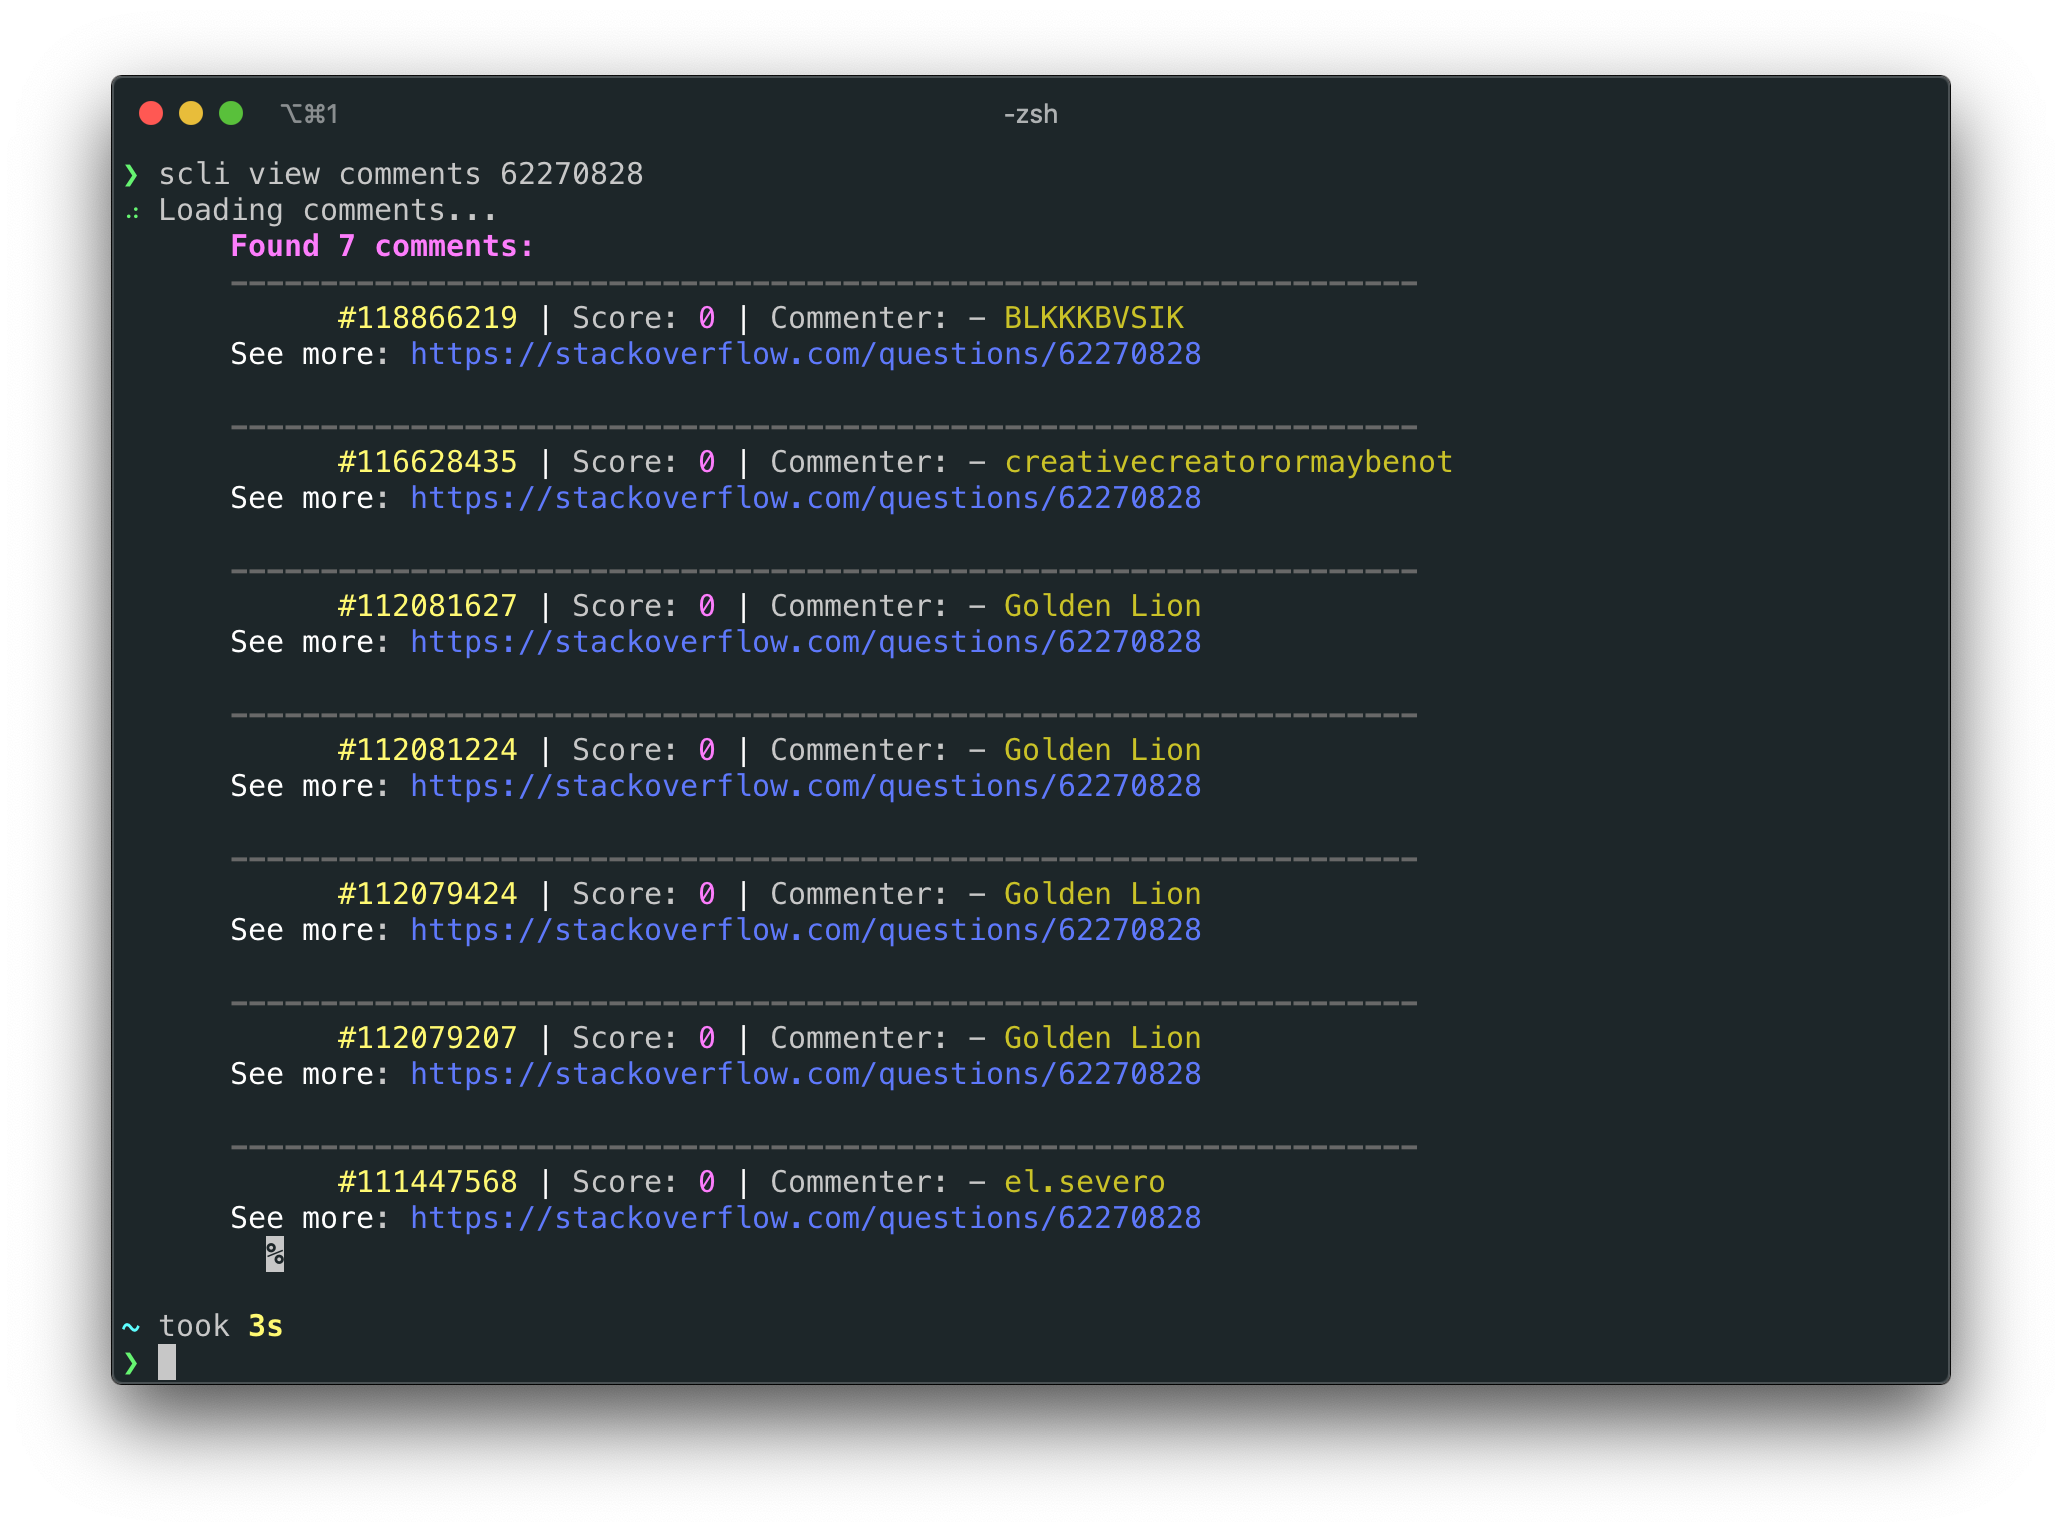 ⌥⌘1 -zsh
❯ scli view comments 62270828
⠴ Loading comments...
Found 7 comments:
------------------------------------------------------------------
#118866219 | Score: 0 | Commenter: – BLKKKBVSIK
See more: https://stackoverflow.com/questions/62270828
------------------------------------------------------------------
#116628435 | Score: 0 | Commenter: – creativecreatorormaybenot
See more: https://stackoverflow.com/questions/62270828
------------------------------------------------------------------
#112081627 | Score: 0 | Commenter: – Golden Lion
See more: https://stackoverflow.com/questions/62270828
------------------------------------------------------------------
#112081224 | Score: 0 | Commenter: – Golden Lion
See more: https://stackoverflow.com/questions/62270828
------------------------------------------------------------------
#112079424 | Score: 0 | Commenter: – Golden Lion
See more: https://stackoverflow.com/questions/62270828
------------------------------------------------------------------
#112079207 | Score: 0 | Commenter: – Golden Lion
See more: https://stackoverflow.com/questions/62270828
------------------------------------------------------------------
#111447568 | Score: 0 | Commenter: – el.severo
See more: https://stackoverflow.com/questions/62270828
%
~ took 3s
❯